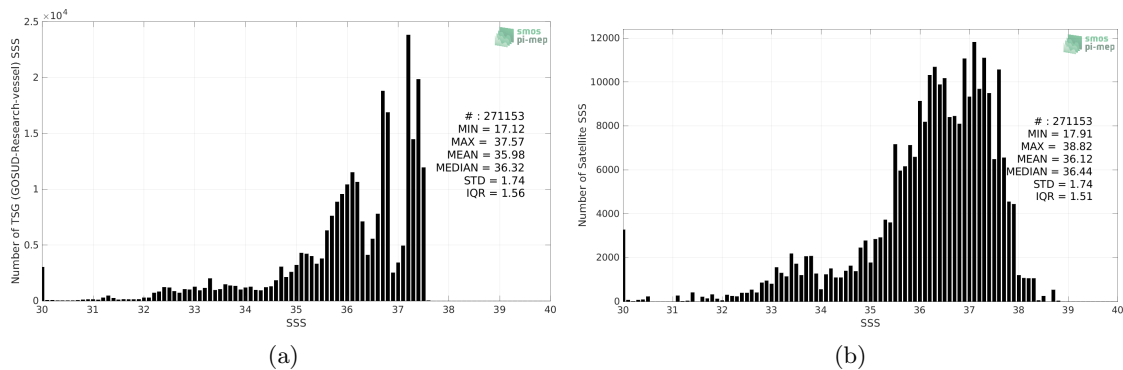 ×10⁴
2.5
2
1.5
1
0.5
0
Number of TSG (GOSUD-Research-vessel) SSS
smos
pi-mep
# : 271153
MIN = 17.12
MAX = 37.57
MEAN = 35.98
MEDIAN = 36.32
STD = 1.74
IQR = 1.56
30 31 32 33 34 35 36 37 38 39 40
SSS
(a)
12000
10000
8000
6000
4000
2000
0
Number of Satellite SSS
smos
pi-mep
# : 271153
MIN = 17.91
MAX = 38.82
MEAN = 36.12
MEDIAN = 36.44
STD = 1.74
IQR = 1.51
30 31 32 33 34 35 36 37 38 39 40
SSS
(b)